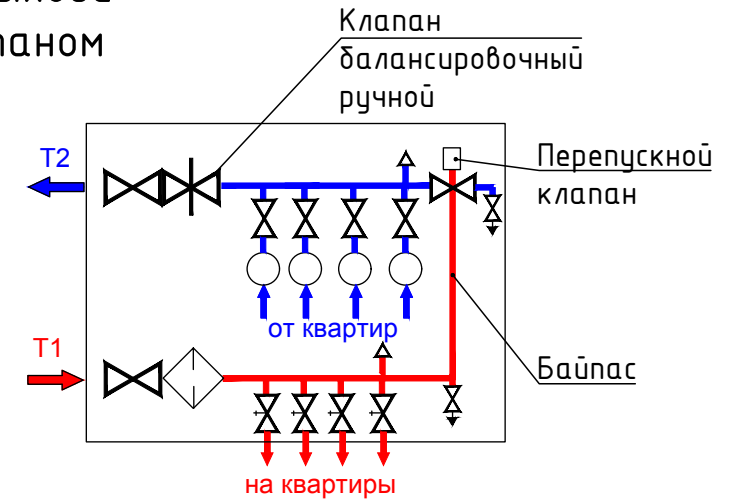 Клапан
балансировочный
ручной
Т2
Перепускной
клапан
от квартир
Т1
Байпас
на квартиры